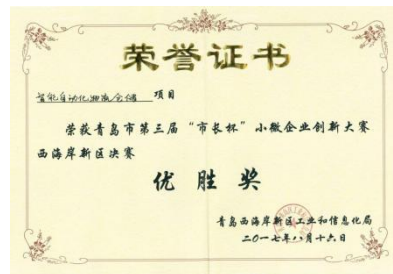 荣誉证书
智能自动化物流仓储 项目
荣获青岛市第三届“市长杯”小微企业创新大赛
西海岸新区决赛
优胜奖
青岛西海岸新区工业和信息化局
二〇一七年八月十六日